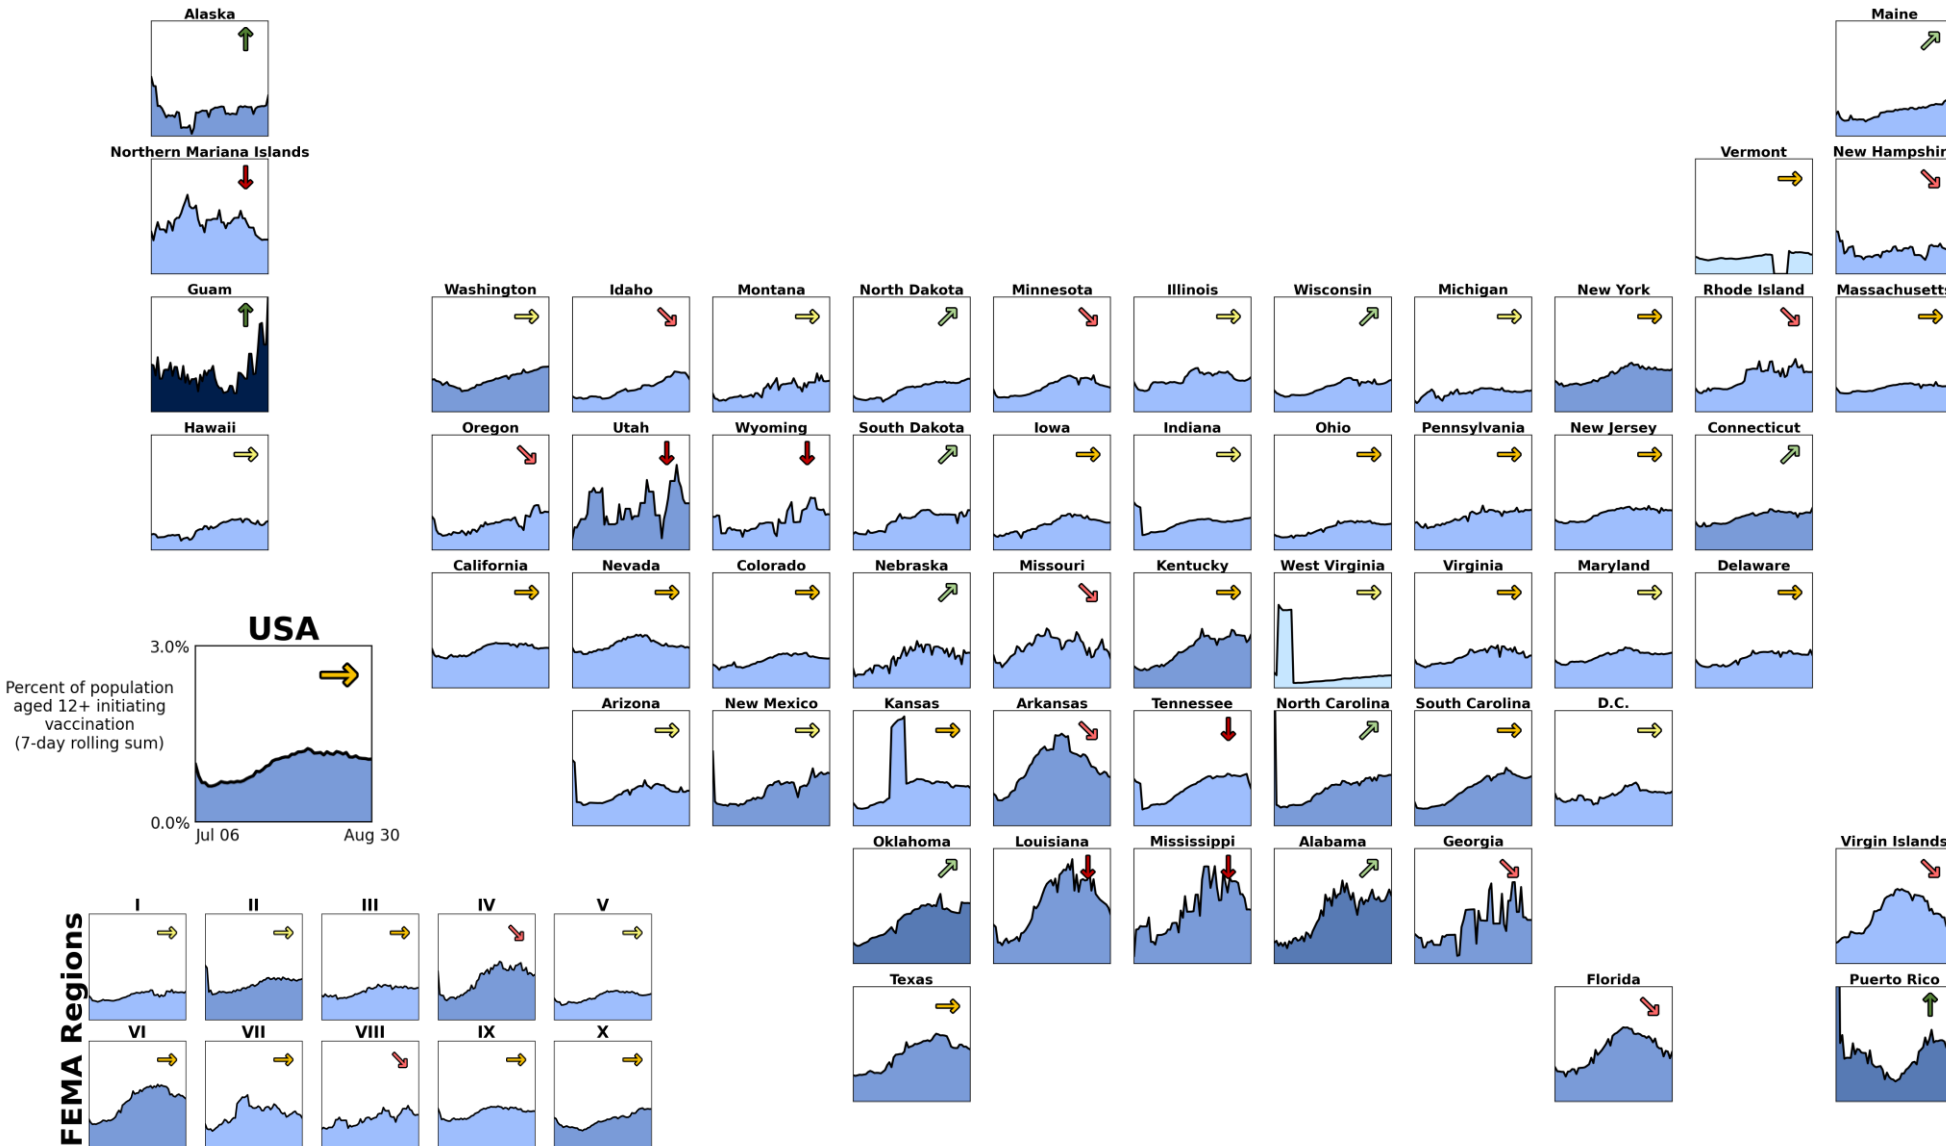 Alaska
Maine
Northern Mariana Islands
Vermont
New Hampshir
Guam
Washington
Idaho
Montana
North Dakota
Minnesota
Illinois
Wisconsin
Michigan
New York
Rhode Island
Massachusetts
Hawaii
Oregon
Utah
Wyoming
South Dakota
Iowa
Indiana
Ohio
Pennsylvania
New Jersey
Connecticut
California
Nevada
Colorado
Nebraska
Missouri
Kentucky
West Virginia
Virginia
Maryland
Delaware
USA
3.0%
Percent of population
aged 12+ initiating
vaccination
(7-day rolling sum)
0.0%
Jul 06
Aug 30
Arizona
New Mexico
Kansas
Arkansas
Tennessee
North Carolina
South Carolina
D.C.
Oklahoma
Louisiana
Mississippi
Alabama
Georgia
Virgin Islands
Texas
Florida
Puerto Rico
FEMA Regions
I
II
III
IV
V
VI
VII
VIII
IX
X